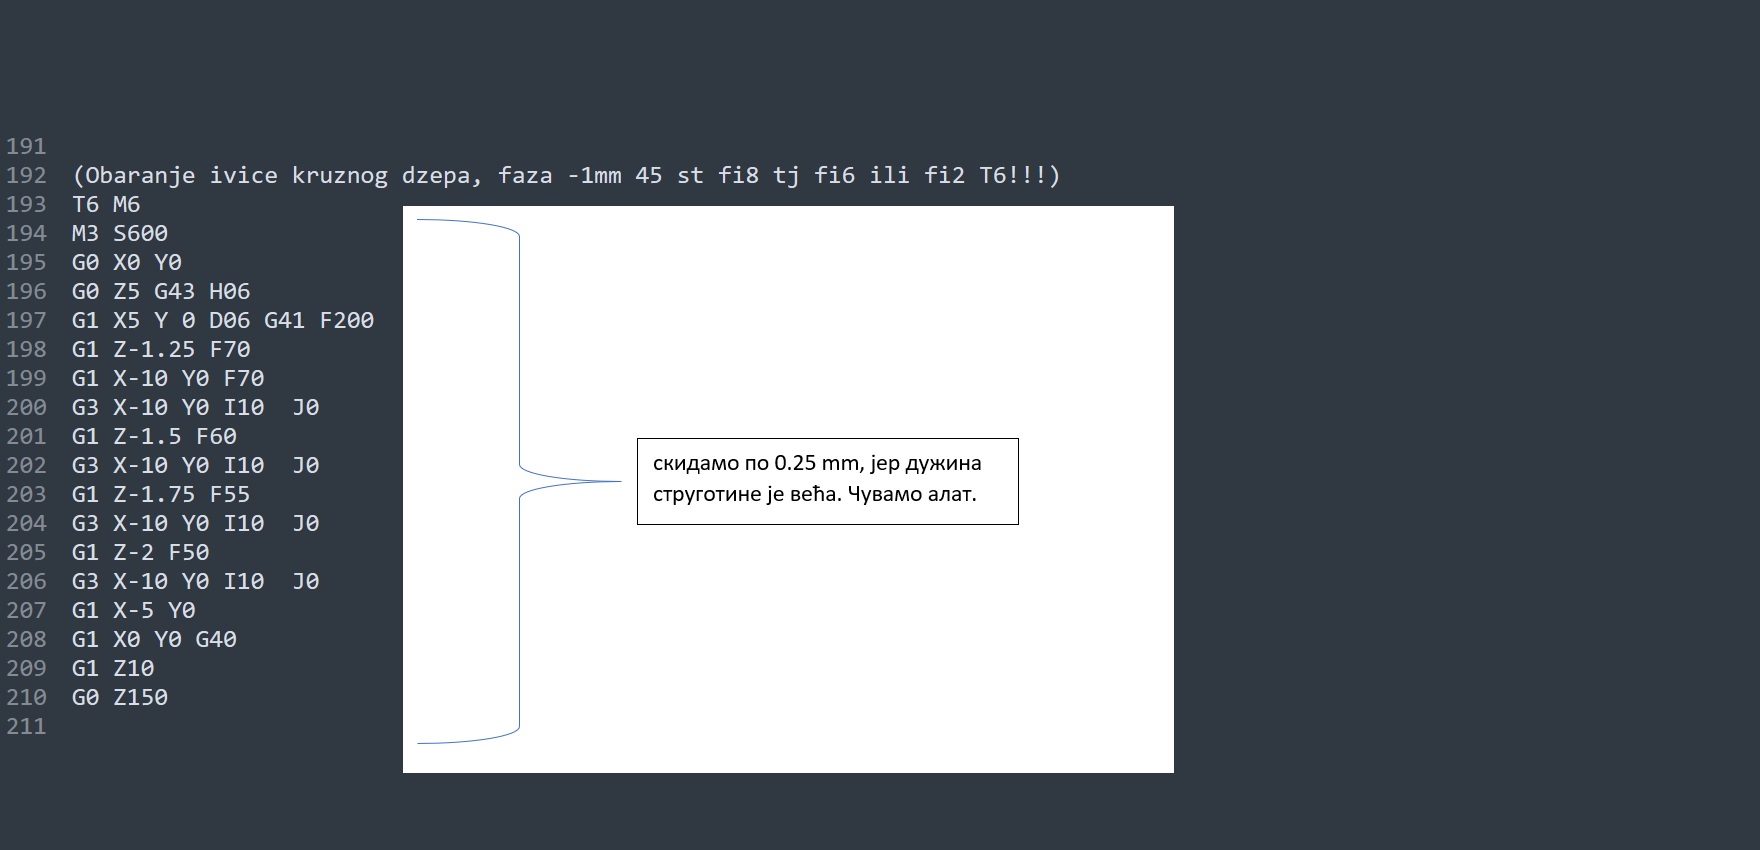 191
192 (Obaranje ivice kruznog dzepa, faza -1mm 45 st fi8 tj fi6 ili fi2 T6!!!)
193 T6 M6
194 M3 S600
195 G0 X0 Y0
196 G0 Z5 G43 H06
197 G1 X5 Y 0 D06 G41 F200
198 G1 Z-1.25 F70
199 G1 X-10 Y0 F70
200 G3 X-10 Y0 I10  J0
201 G1 Z-1.5 F60
202 G3 X-10 Y0 I10  J0
203 G1 Z-1.75 F55
204 G3 X-10 Y0 I10  J0
205 G1 Z-2 F50
206 G3 X-10 Y0 I10  J0
207 G1 X-5 Y0
208 G1 X0 Y0 G40
209 G1 Z10
210 G0 Z150
211
скидамо по 0.25 mm, јер дужина
струготине је већа. Чувамо алат.